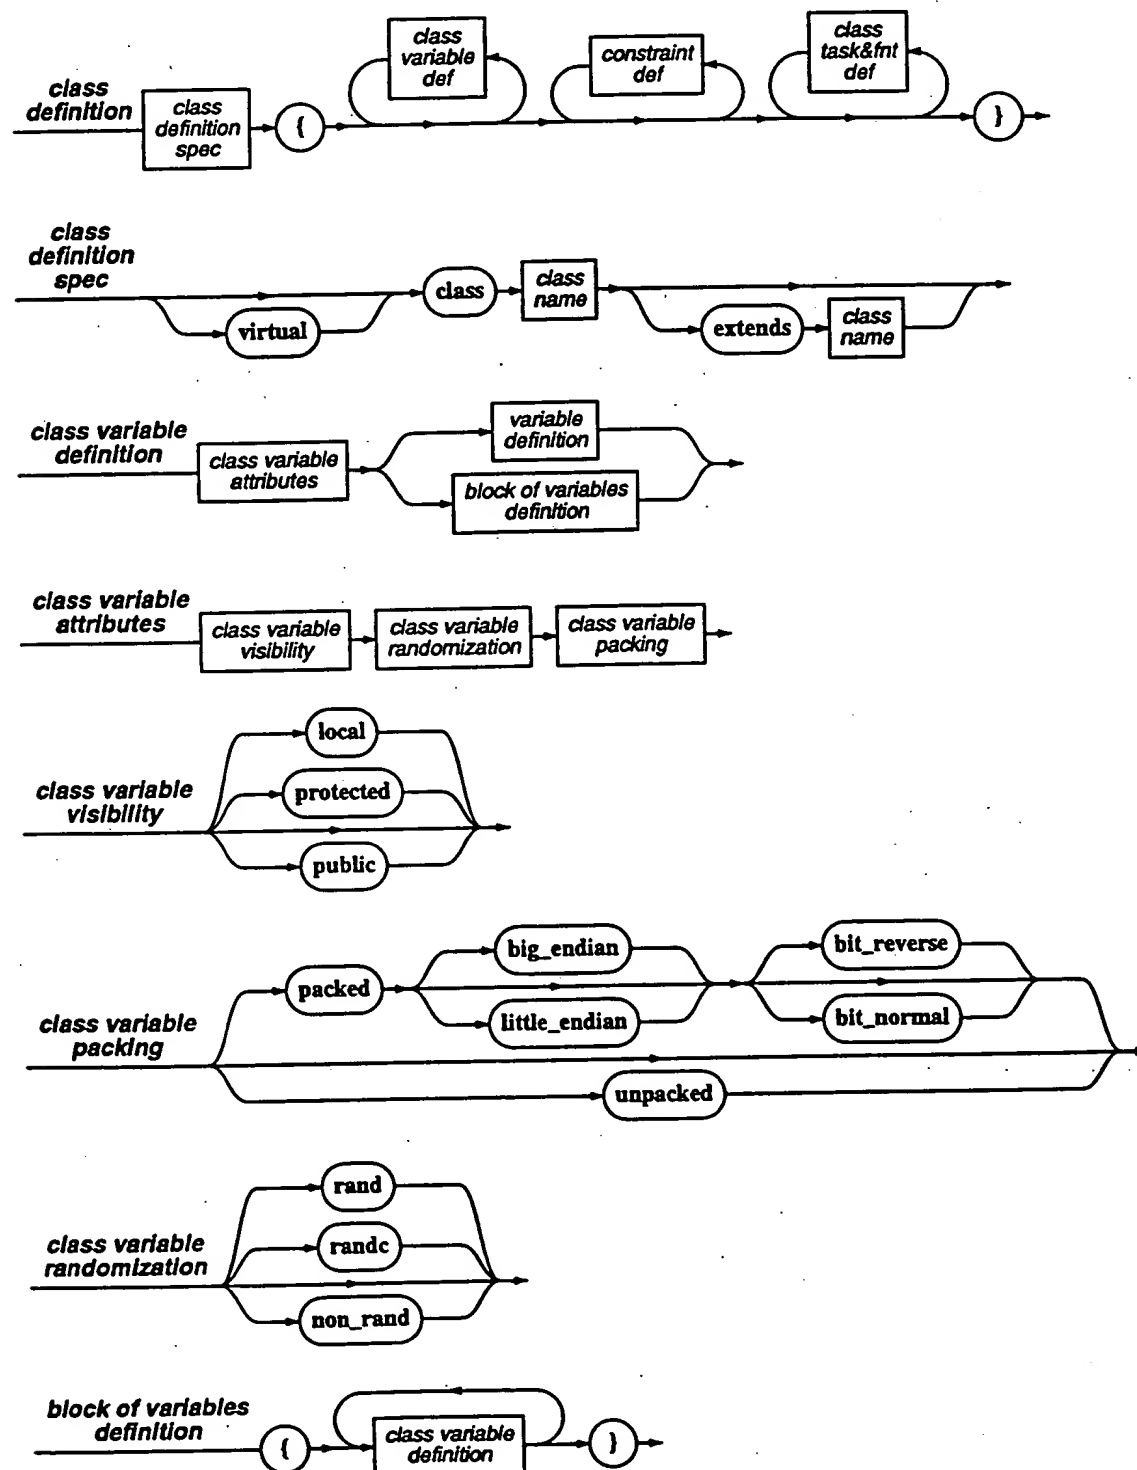 class
definition
class
definition
spec
{
class
variable
def
constraint
def
class
task&fnt
def
}
class
definition
spec
virtual
class
class
name
extends
class
name
class variable
definition
class variable
attributes
variable
definition
block of variables
definition
class variable
attributes
class variable
visibility
class variable
randomization
class variable
packing
class variable
visibility
local
protected
public
class variable
packing
packed
big_endian
little_endian
bit_reverse
bit_normal
unpacked
class variable
randomization
rand
randc
non_rand
block of variables
definition
{
class variable
definition
}